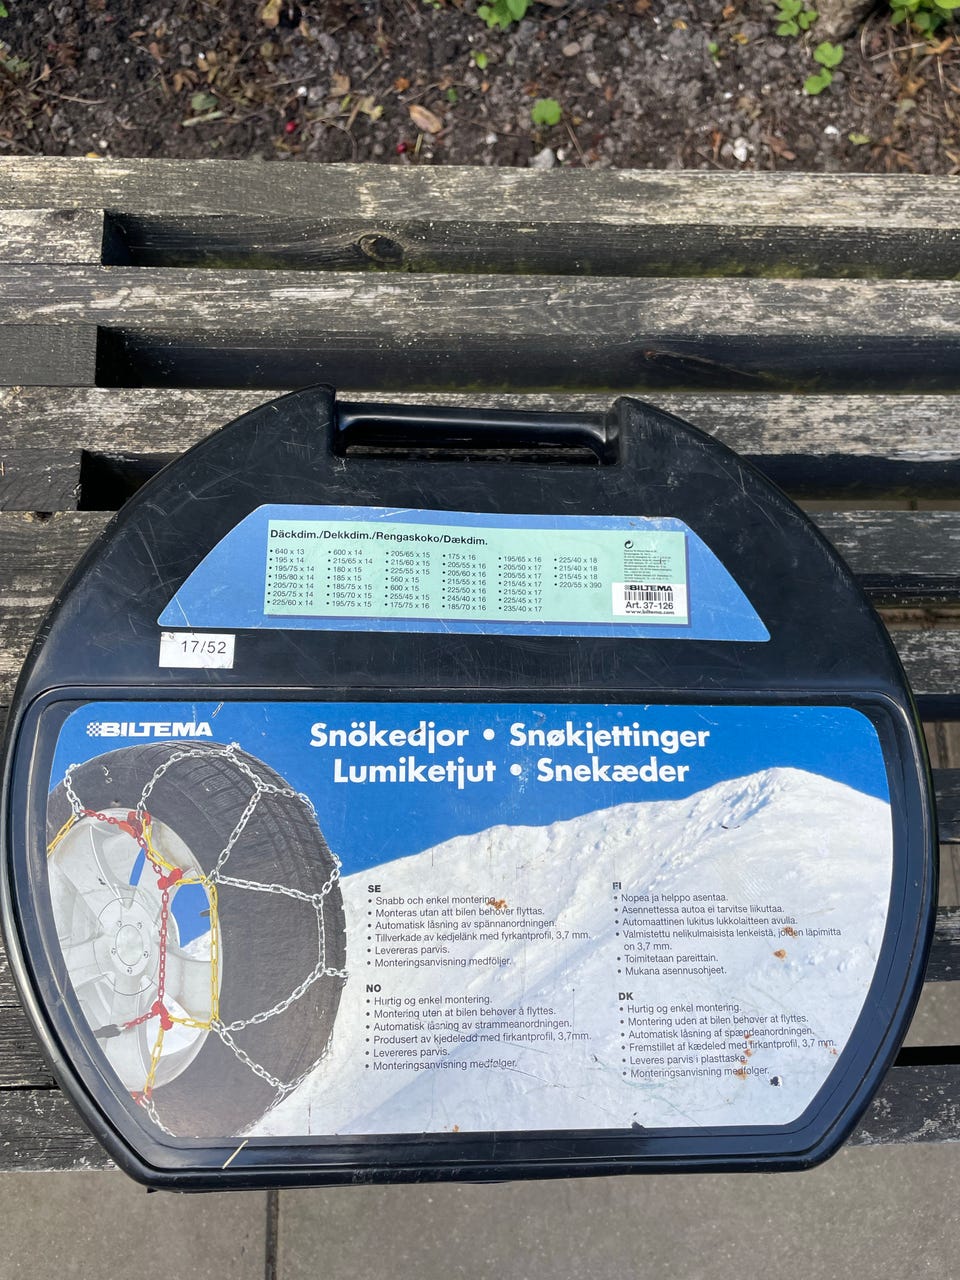 Däckdim./Dekkdim./Rengaskoko/Dækdim.
• 640 x 13
• 195 x 14
• 195/75 x 14
• 195/80 x 14
• 205/70 x 14
• 205/75 x 14
• 225/60 x 14
• 600 x 14
• 215/65 x 14
• 180 x 15
• 185 x 15
• 185/75 x 15
• 195/70 x 15
• 195/75 x 15
• 205/65 x 15
• 215/60 x 15
• 225/55 x 15
• 560 x 15
• 600 x 15
• 255/45 x 15
• 175/75 x 16
• 175 x 16
• 205/55 x 16
• 205/60 x 16
• 215/55 x 16
• 225/50 x 16
• 245/40 x 16
• 185/70 x 16
• 195/65 x 16
• 205/50 x 17
• 205/55 x 17
• 215/45 x 17
• 215/50 x 17
• 225/45 x 17
• 235/40 x 17
• 225/40 x 18
• 215/40 x 18
• 215/45 x 18
• 220/55 x 390
BILTEMA
Art. 37-126
www.biltema.com
17/52
BILTEMA
Snökedjor • Snøkjettinger
Lumiketjut • Snekæder
SE
• Snabb och enkel montering.
• Monteras utan att bilen behöver flyttas.
• Automatisk låsning av spännanordningen.
• Tillverkade av kedjelänk med fyrkantprofil, 3,7 mm.
• Levereras parvis.
• Monteringsanvisning medföljer.
NO
• Hurtig og enkel montering.
• Montering uten at bilen behøver å flyttes.
• Automatisk låsning av strammeanordningen.
• Produsert av kjedeledd med firkantprofil, 3,7mm.
• Levereres parvis.
• Monteringsanvisning medfølger.
FI
• Nopea ja helppo asentaa.
• Asennettessa autoa ei tarvitse liikuttaa.
• Automaattinen lukitus lukkolaitteen avulla.
• Valmistettu nelikulmaisista lenkeistä, joiden läpimitta
on 3,7 mm.
• Toimitetaan pareittain.
• Mukana asennusohjeet.
DK
• Hurtig og enkel montering.
• Montering uden at bilen behøver at flyttes.
• Automatisk låsning af spændeanordningen.
• Fremstillet af kædeled med firkantprofil, 3,7 mm.
• Leveres parvis i plasttaske.
• Monteringsanvisning medfølger.